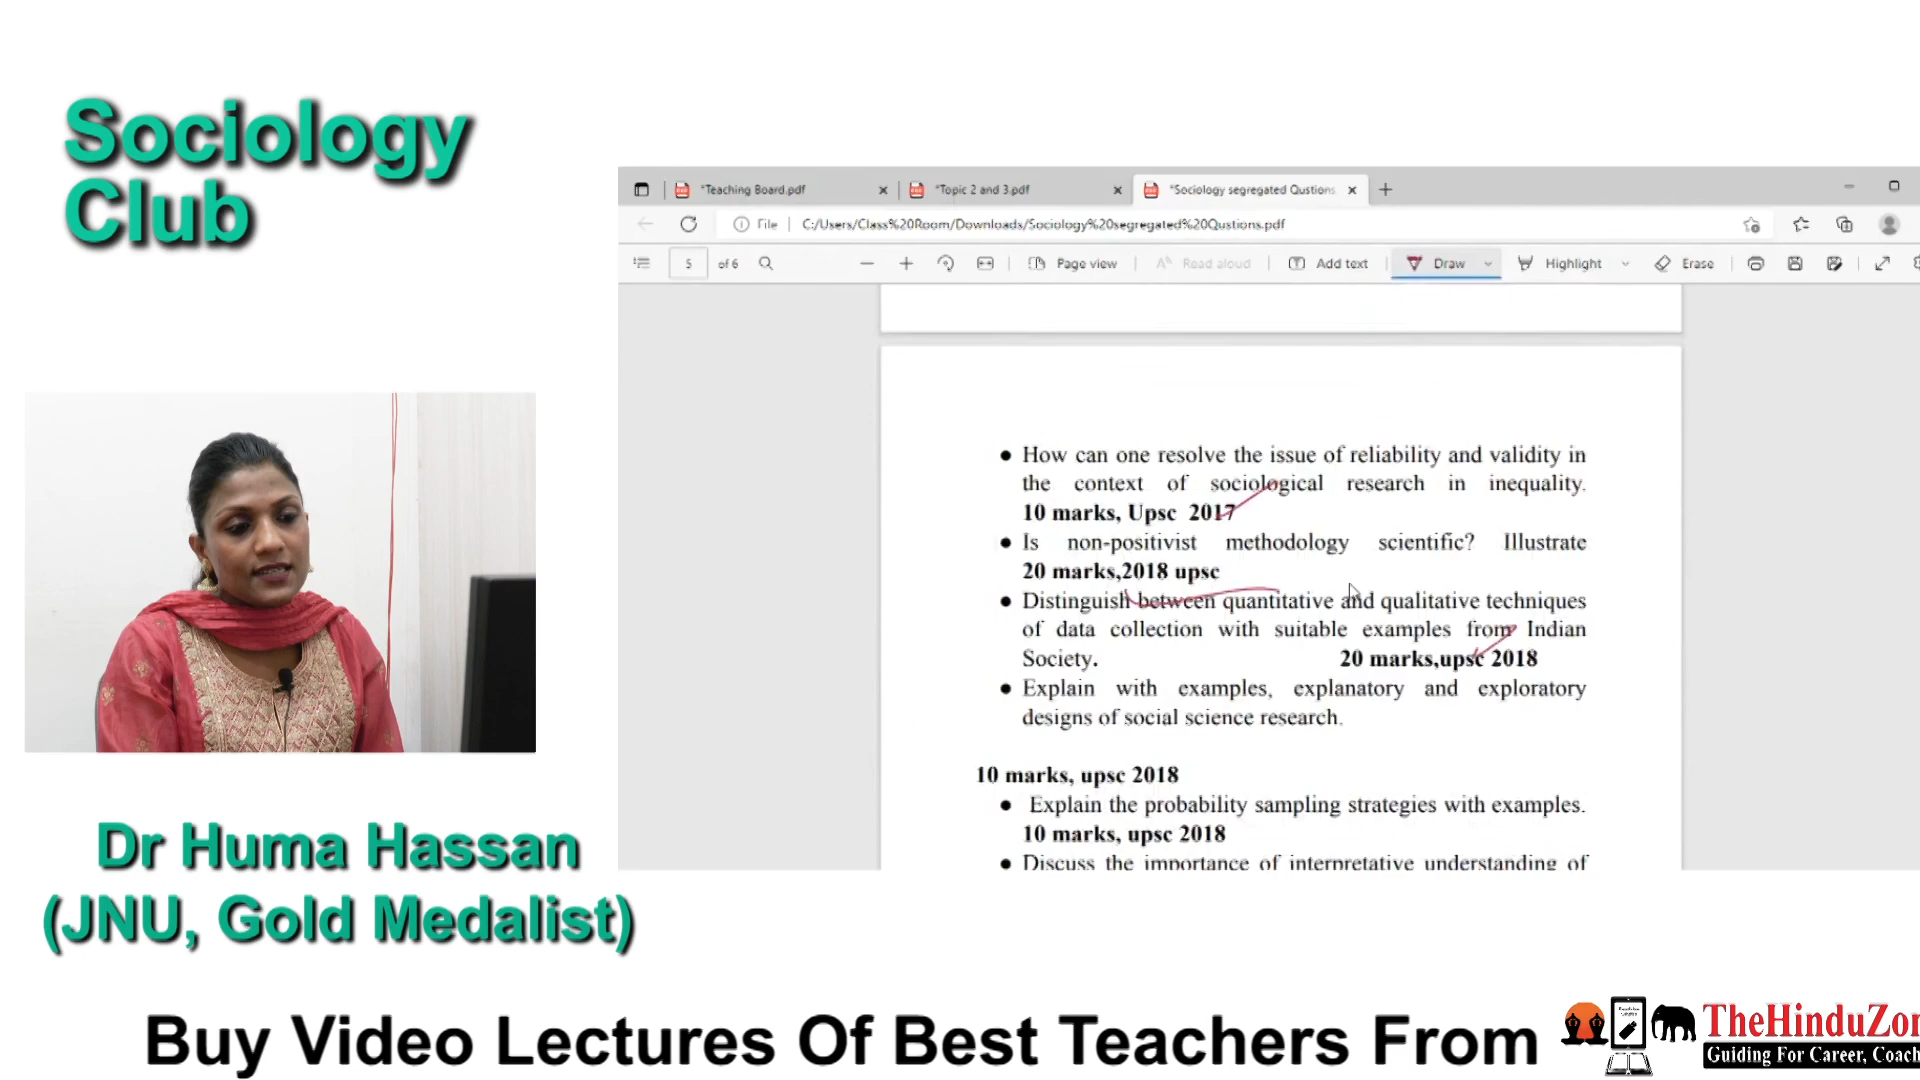 Sociology
Club
*Teaching Board.pdf
*Topic 2 and 3.pdf
*Sociology segregated Qustions
File
C:/Users/Class%20Room/Downloads/Sociology%20segregated%20Qustions.pdf
5 of 6
Page view
Read aloud
Add text
Draw
Highlight
Erase
• How can one resolve the issue of reliability and validity in
the context of sociological research in inequality.
10 marks, Upsc 2017
• Is non-positivist methodology scientific? Illustrate
20 marks,2018 upsc
• Distinguish between quantitative and qualitative techniques
of data collection with suitable examples from Indian
Society. 20 marks,upsc 2018
• Explain with examples, explanatory and exploratory
designs of social science research.
10 marks, upsc 2018
• Explain the probability sampling strategies with examples.
10 marks, upsc 2018
• Discuss the importance of interpretative understanding of
Dr Huma Hassan
(JNU, Gold Medalist)
Buy Video Lectures Of Best Teachers From
TheHinduZon
Guiding For Career, Coach